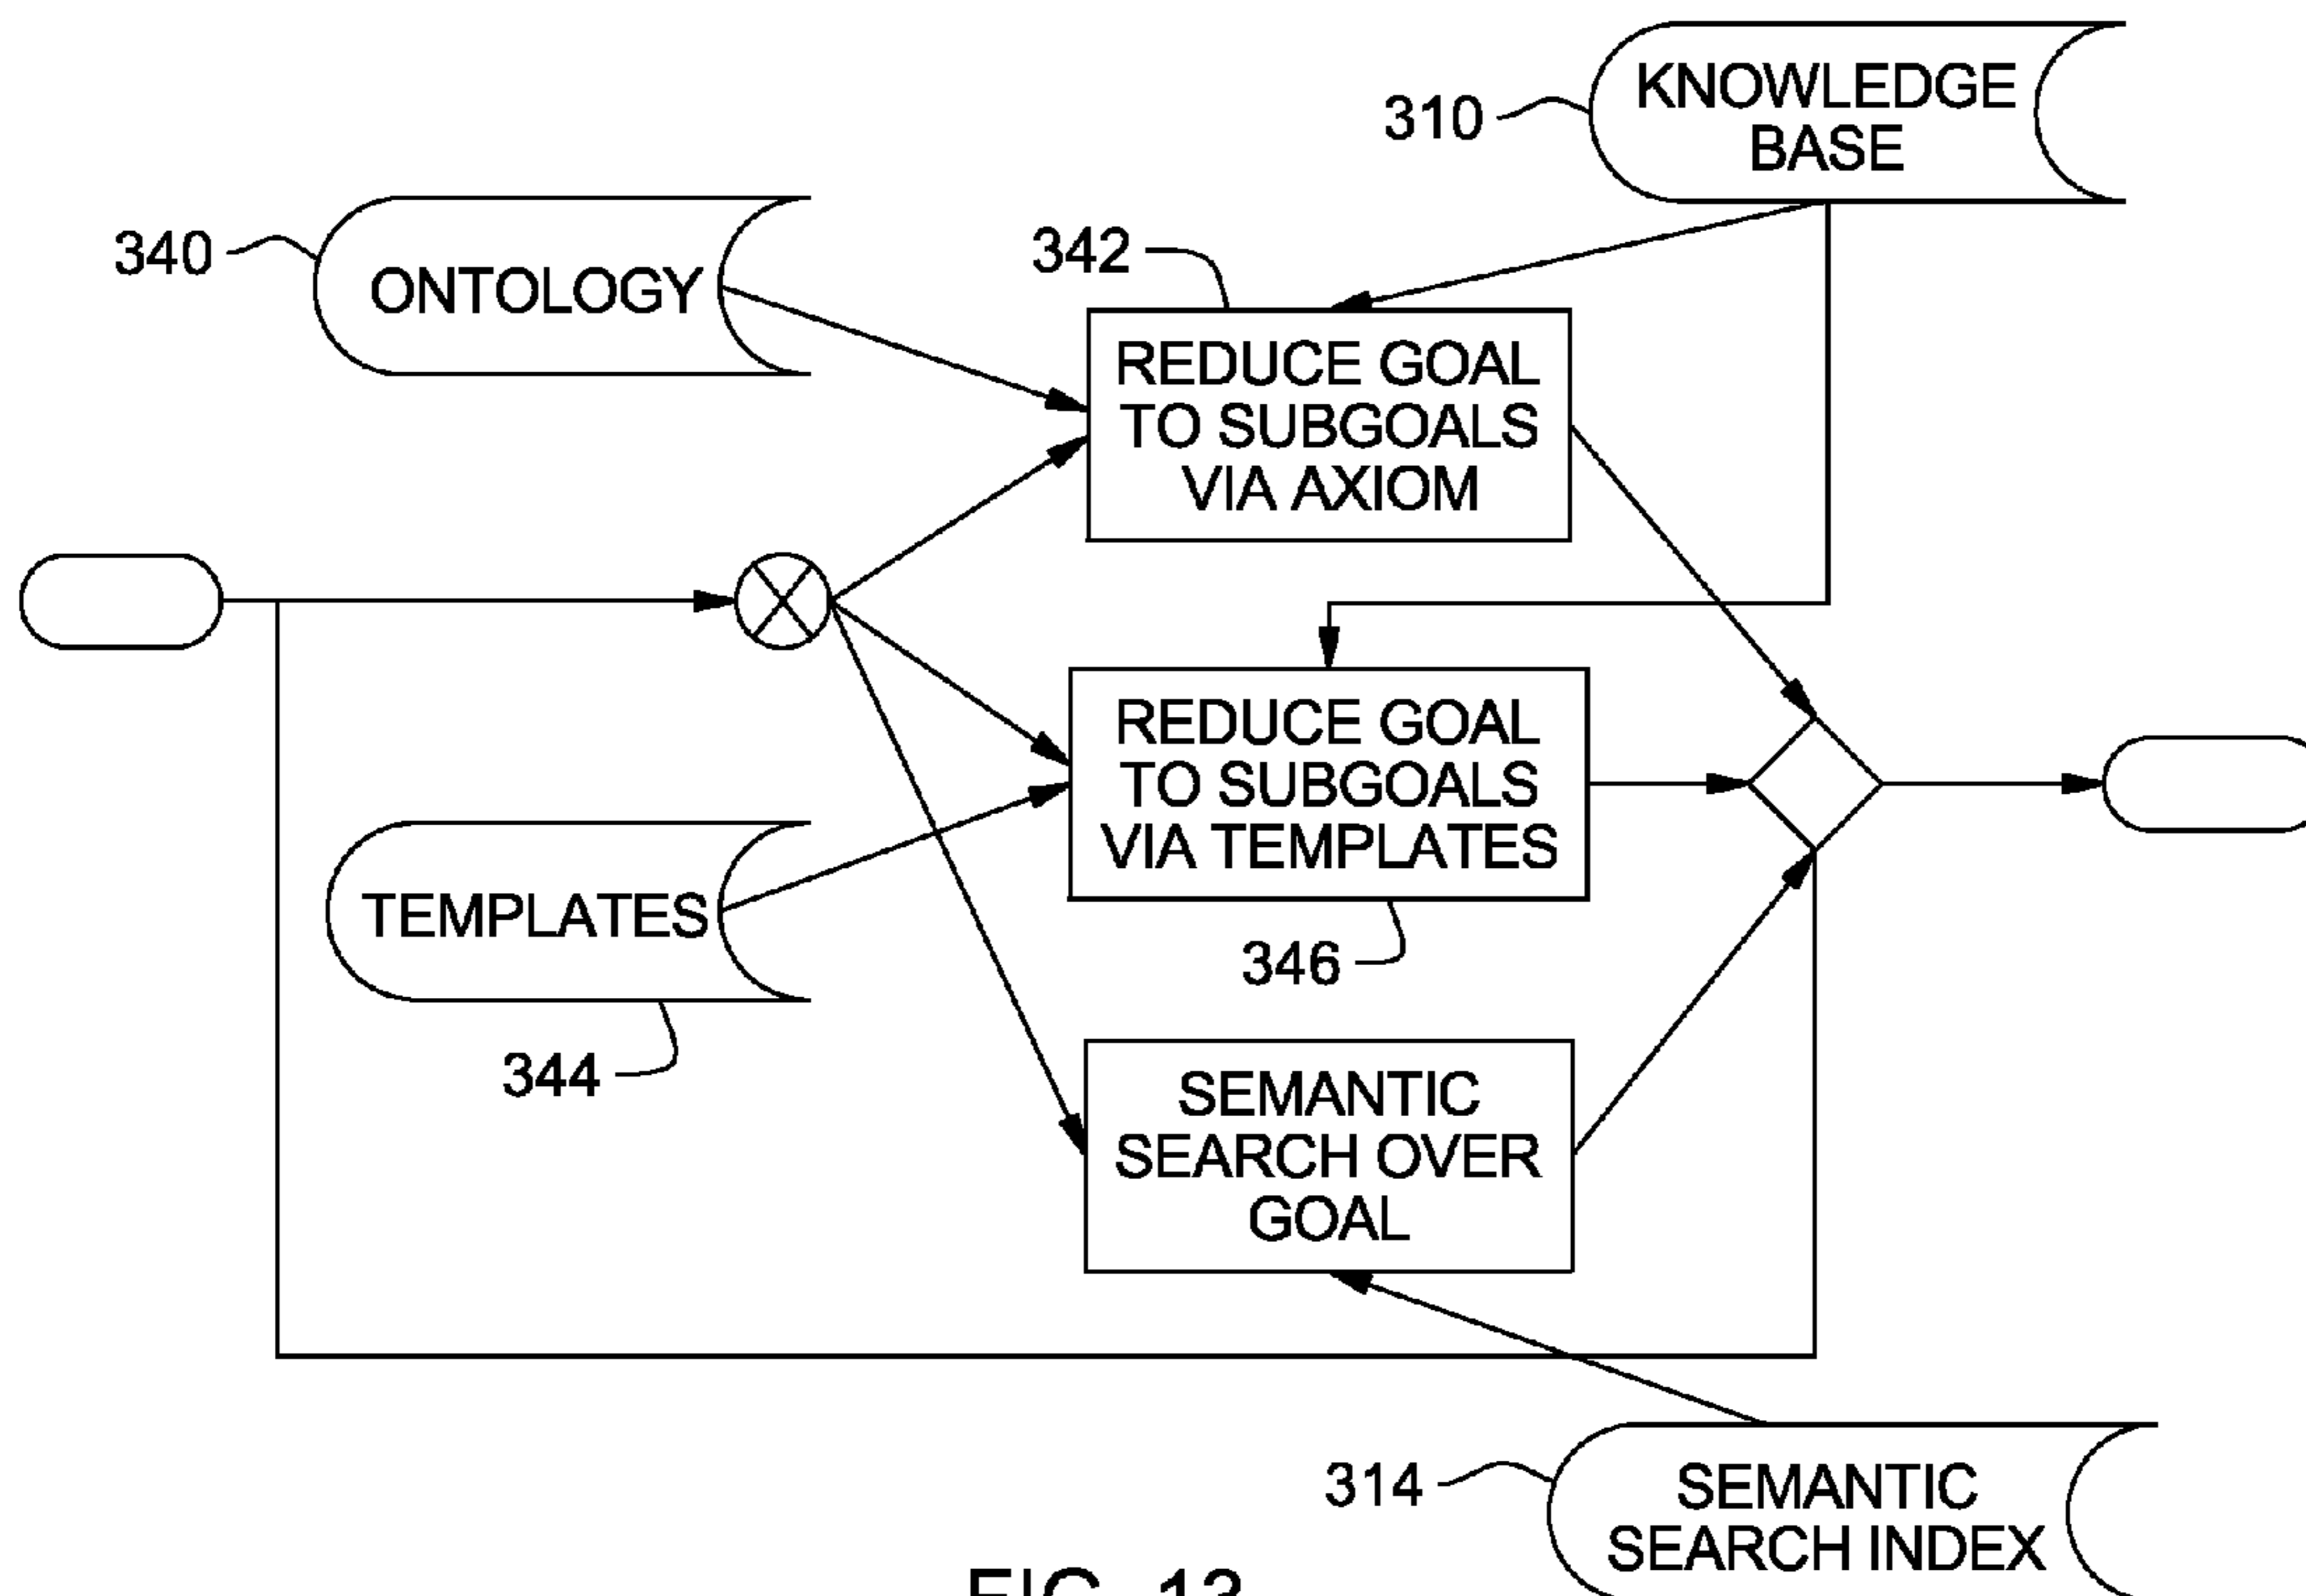 KNOWLEDGE
BASE
310
340
ONTOLOGY
342
REDUCE GOAL
TO SUBGOALS
VIA AXIOM
REDUCE GOAL
TO SUBGOALS
VIA TEMPLATES
346
TEMPLATES
344
SEMANTIC
SEARCH OVER
GOAL
314
SEMANTIC
SEARCH INDEX
FIG.